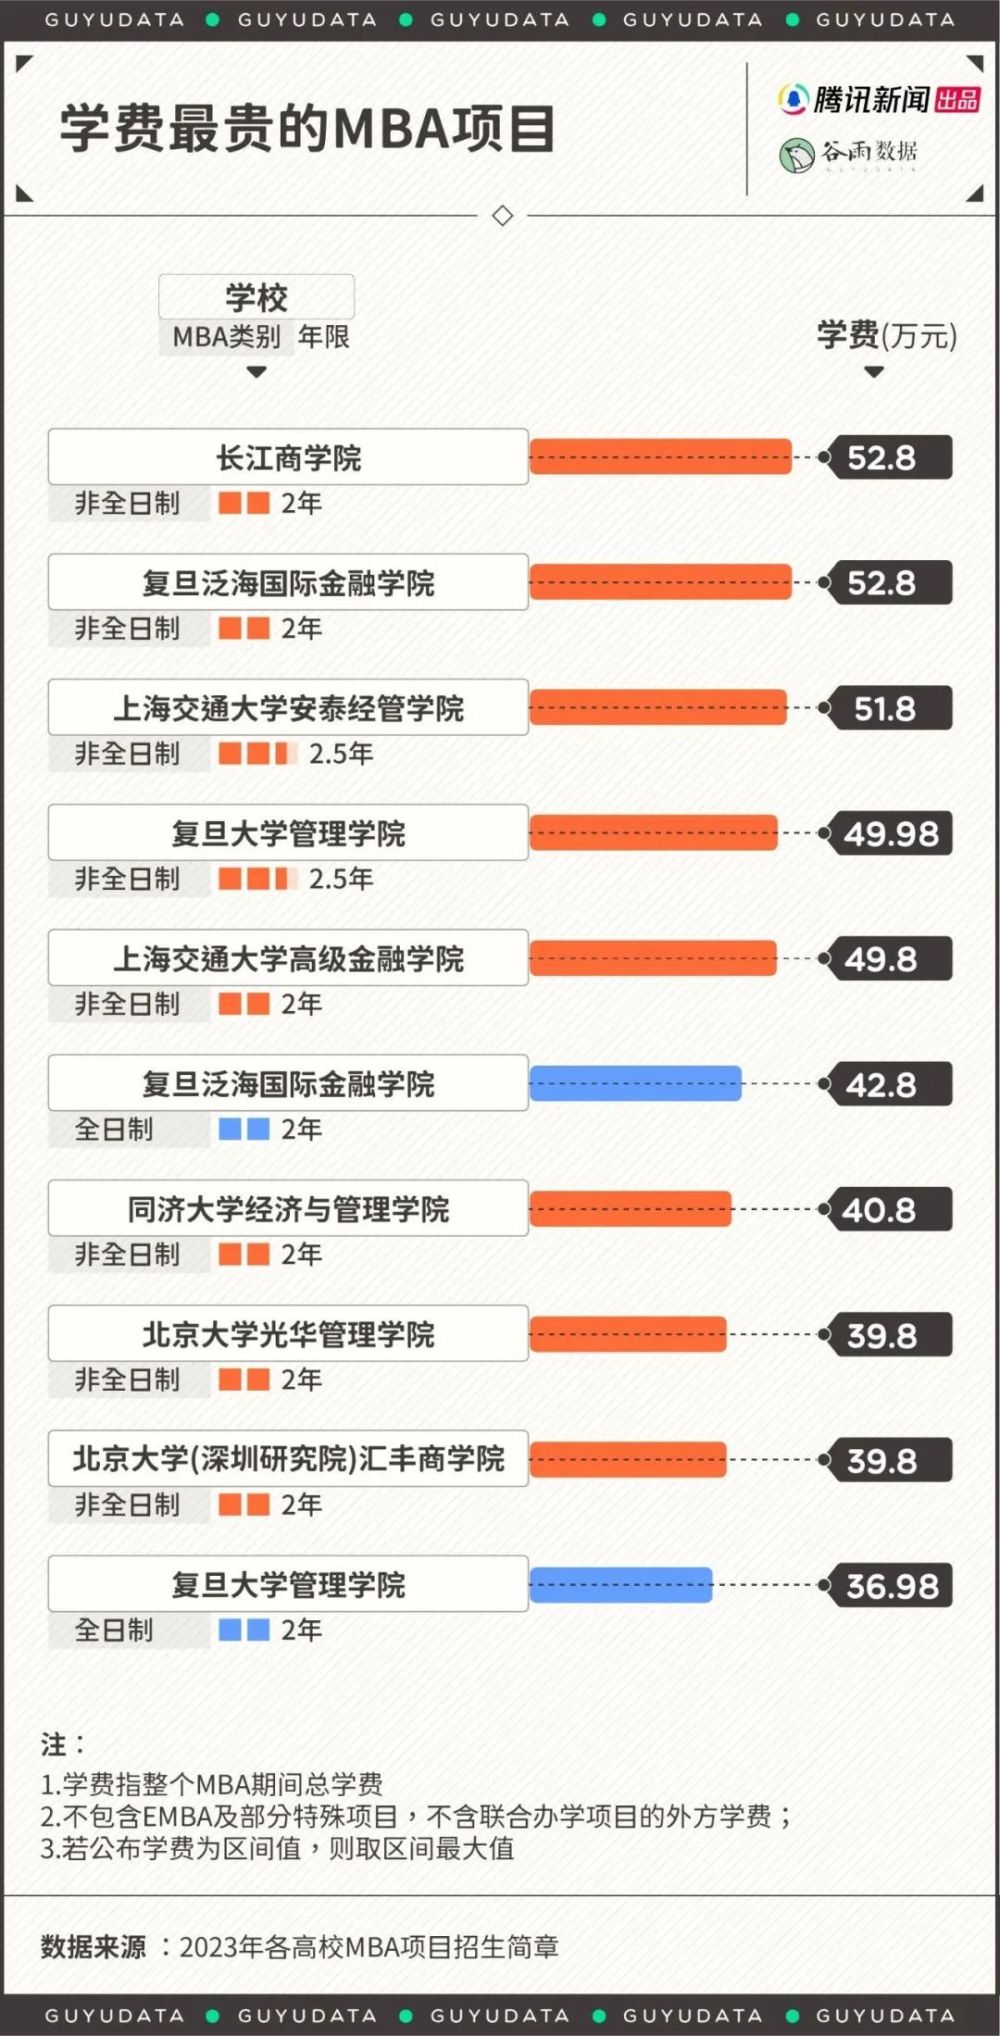 GUYUDATA GUYUDATA GUYUDATA GUYUDATA GUYUDATA
学费最贵的MBA项目
腾讯新闻 出品
谷雨数据
GUYUDATA
学校
MBA类别 年限
学费(万元)
长江商学院 52.8
非全日制 2年
复旦泛海国际金融学院 52.8
非全日制 2年
上海交通大学安泰经管学院 51.8
非全日制 2.5年
复旦大学管理学院 49.98
非全日制 2.5年
上海交通大学高级金融学院 49.8
非全日制 2年
复旦泛海国际金融学院 42.8
全日制 2年
同济大学经济与管理学院 40.8
非全日制 2年
北京大学光华管理学院 39.8
非全日制 2年
北京大学(深圳研究院)汇丰商学院 39.8
非全日制 2年
复旦大学管理学院 36.98
全日制 2年
注：
1.学费指整个MBA期间总学费
2.不包含EMBA及部分特殊项目，不含联合办学项目的外方学费；
3.若公布学费为区间值，则取区间最大值
数据来源：2023年各高校MBA项目招生简章
GUYUDATA GUYUDATA GUYUDATA GUYUDATA GUYUDATA